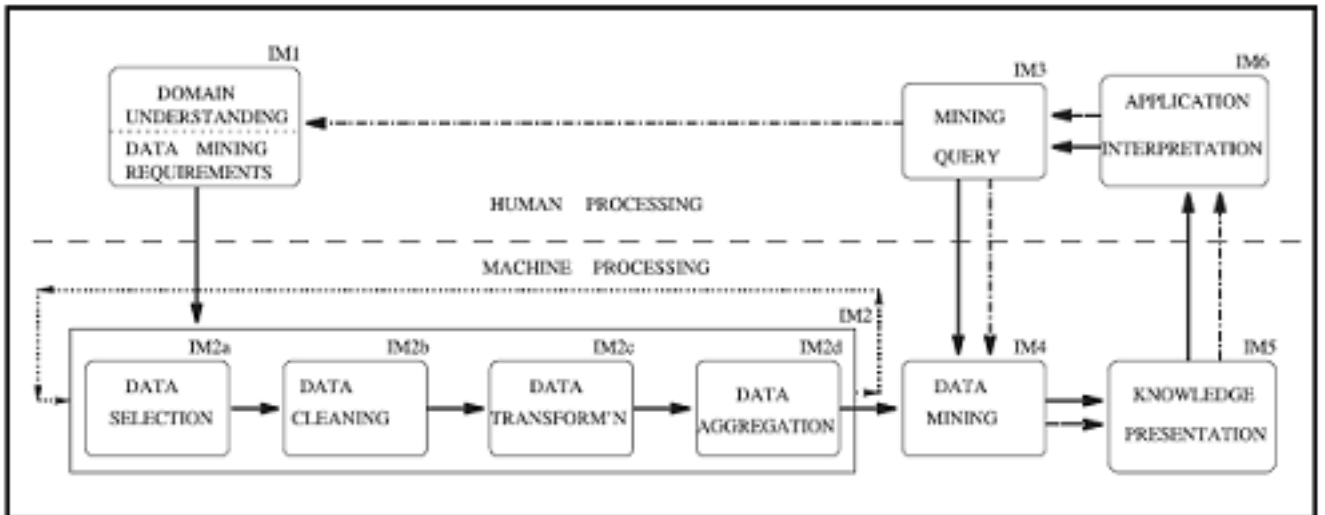 IM1
DOMAIN
UNDERSTANDING
DATA MINING
REQUIREMENTS
IM3
MINING
QUERY
IM6
APPLICATION
INTERPRETATION
HUMAN PROCESSING
MACHINE PROCESSING
IM2
IM2a
DATA
SELECTION
IM2b
DATA
CLEANING
IM2c
DATA
TRANSFORM'N
IM2d
DATA
AGGREGATION
IM4
DATA
MINING
IM5
KNOWLEDGE
PRESENTATION